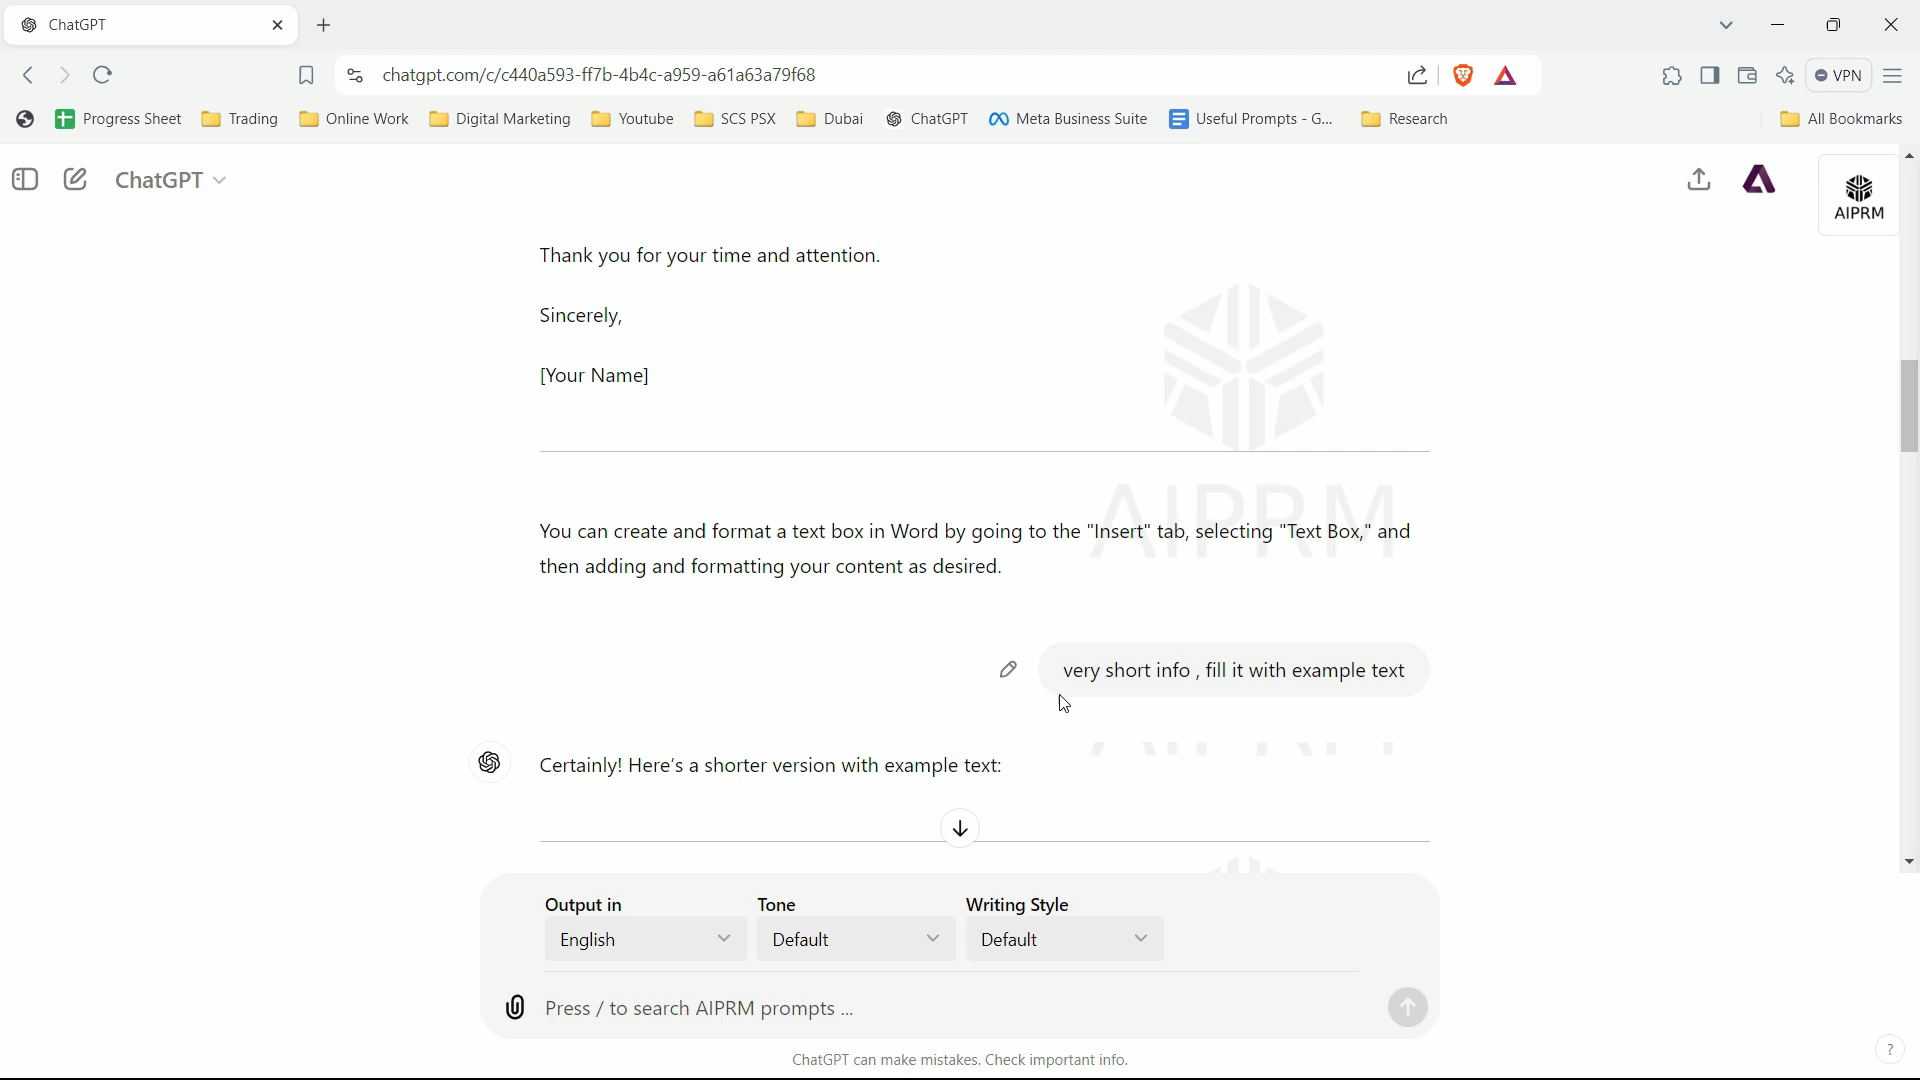 ChatGPT
chatgpt.com/c/c440a593-ff7b-4b4c-a959-a61a63a79f68
VPN
Progress Sheet Trading Online Work Digital Marketing Youtube SCS PSX Dubai ChatGPT Meta Business Suite Useful Prompts - G... Research All Bookmarks
ChatGPT
AIPRM
Thank you for your time and attention.
Sincerely,
[Your Name]
AIPRM
You can create and format a text box in Word by going to the "Insert" tab, selecting "Text Box," and
then adding and formatting your content as desired.
very short info , fill it with example text
Certainly! Here's a shorter version with example text:
Output in Tone Writing Style
English Default Default
Press / to search AIPRM prompts ...
ChatGPT can make mistakes. Check important info.
?